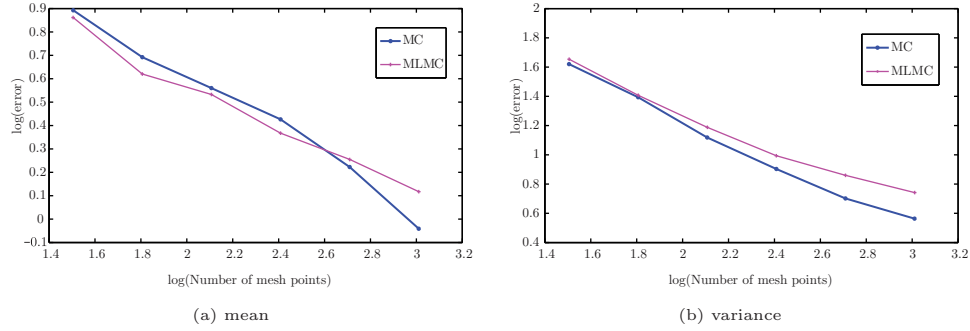 0.9
0.8
0.7
0.6
0.5
0.4
0.3
0.2
0.1
0
−0.1
log(error)
1.4 1.6 1.8 2 2.2 2.4 2.6 2.8 3 3.2
log(Number of mesh points)
MC
MLMC
(a) mean
2
1.8
1.6
1.4
1.2
1
0.8
0.6
0.4
log(error)
1.4 1.6 1.8 2 2.2 2.4 2.6 2.8 3 3.2
log(Number of mesh points)
MC
MLMC
(b) variance